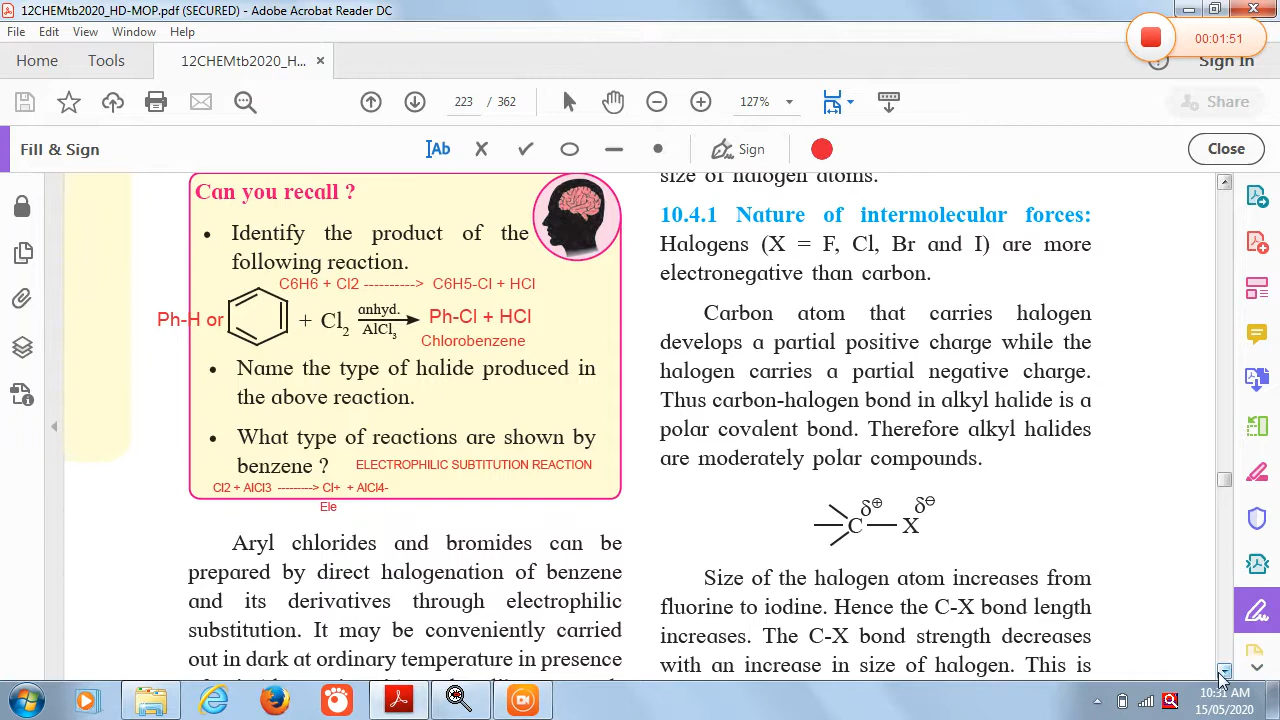 12CHEMtb2020_HD-MOP.pdf (SECURED) - Adobe Acrobat Reader DC
00:01:51
File Edit View Window Help
Home Tools 12CHEMtb2020_H... × Sign In
223 / 362 127% Share
Fill & Sign Ab Sign Close
Can you recall ?
• Identify the product of the
following reaction.
C6H6 + Cl2 ----------> C6H5-Cl + HCl
Ph-H or + Cl2 anhyd. AlCl3 Ph-Cl + HCl
Chlorobenzene
• Name the type of halide produced in
the above reaction.
• What type of reactions are shown by
benzene ? ELECTROPHILIC SUBTITUTION REACTION
Cl2 + AlCl3 ---------> Cl+ + AlCl4-
Ele
Aryl chlorides and bromides can be
prepared by direct halogenation of benzene
and its derivatives through electrophilic
substitution. It may be conveniently carried
out in dark at ordinary temperature in presence
size of halogen atoms.
10.4.1 Nature of intermolecular forces:
Halogens (X = F, Cl, Br and I) are more
electronegative than carbon.
Carbon atom that carries halogen
develops a partial positive charge while the
halogen carries a partial negative charge.
Thus carbon-halogen bond in alkyl halide is a
polar covalent bond. Therefore alkyl halides
are moderately polar compounds.
δ⊕ δ⊖
C X
Size of the halogen atom increases from
fluorine to iodine. Hence the C-X bond length
increases. The C-X bond strength decreases
with an increase in size of halogen. This is
10:31 AM
15/05/2020